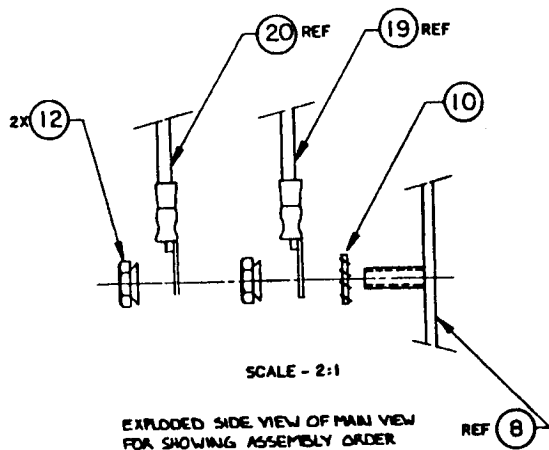 20 REF
19 REF
2X 12
10
SCALE - 2:1
EXPLODED SIDE VIEW OF MAIN VIEW
FOR SHOWING ASSEMBLY ORDER
REF 8